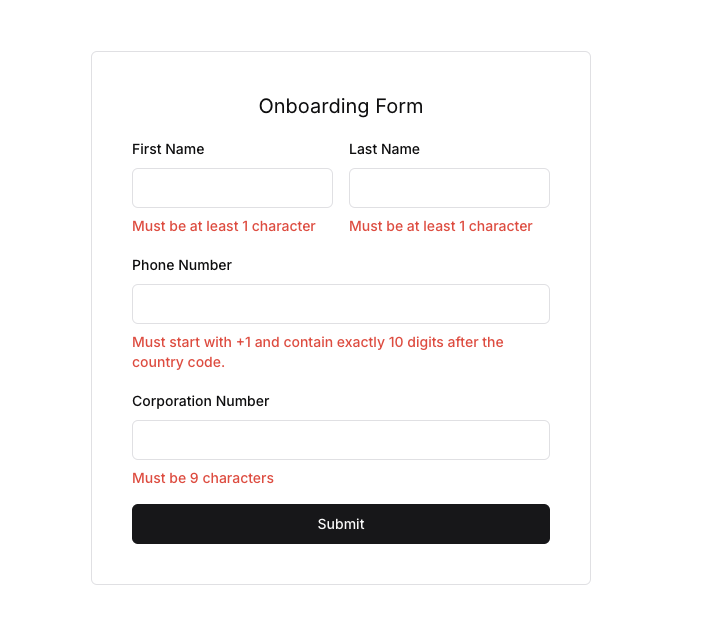 Onboarding Form
First Name
Last Name
Must be at least 1 character
Must be at least 1 character
Phone Number
Must start with +1 and contain exactly 10 digits after the
country code.
Corporation Number
Must be 9 characters
Submit